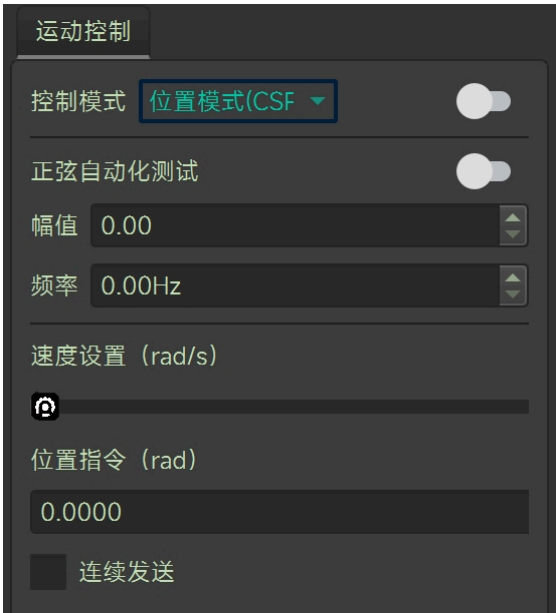 运动控制
控制模式 位置模式(CSF
正弦自动化测试
幅值 0.00
频率 0.00Hz
速度设置（rad/s）
位置指令（rad）
0.0000
连续发送